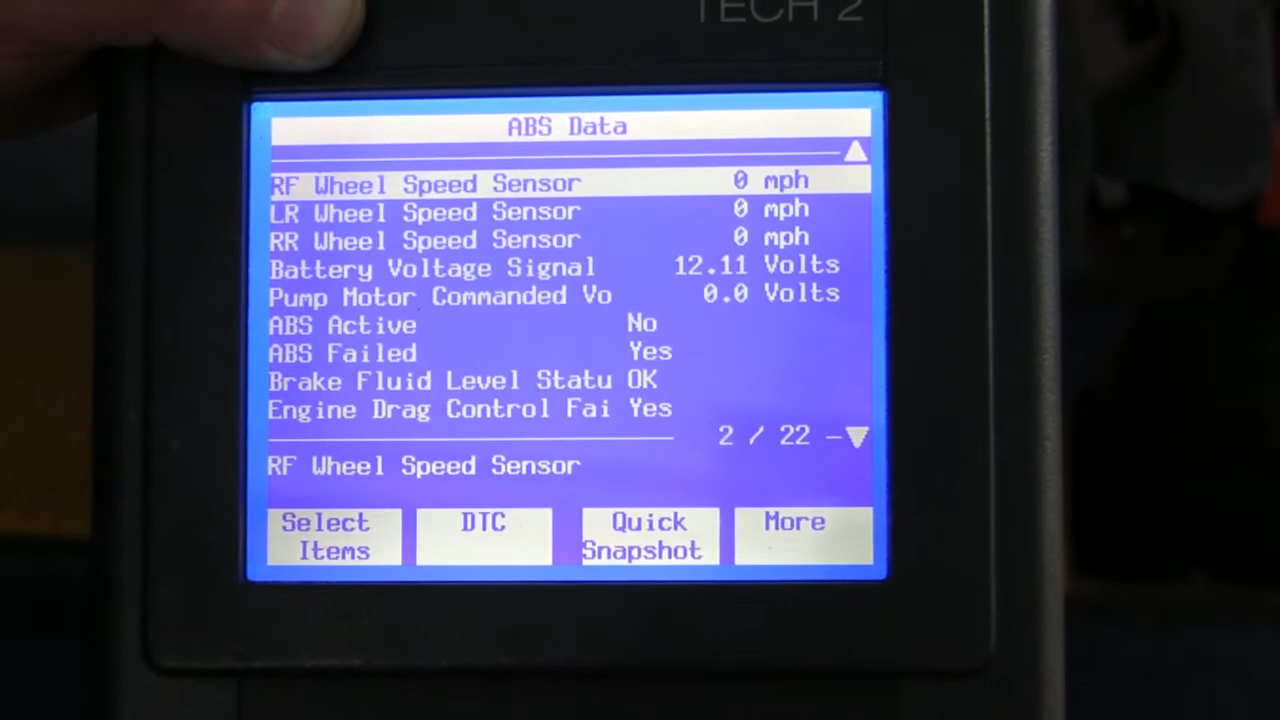 TECH 2
ABS Data
RF Wheel Speed Sensor 0 mph
LR Wheel Speed Sensor 0 mph
RR Wheel Speed Sensor 0 mph
Battery Voltage Signal 12.11 Volts
Pump Motor Commanded Vo 0.0 Volts
ABS Active No
ABS Failed Yes
Brake Fluid Level Statu OK
Engine Drag Control Fai Yes
2 / 22
RF Wheel Speed Sensor
Select Items
DTC
Quick Snapshot
More